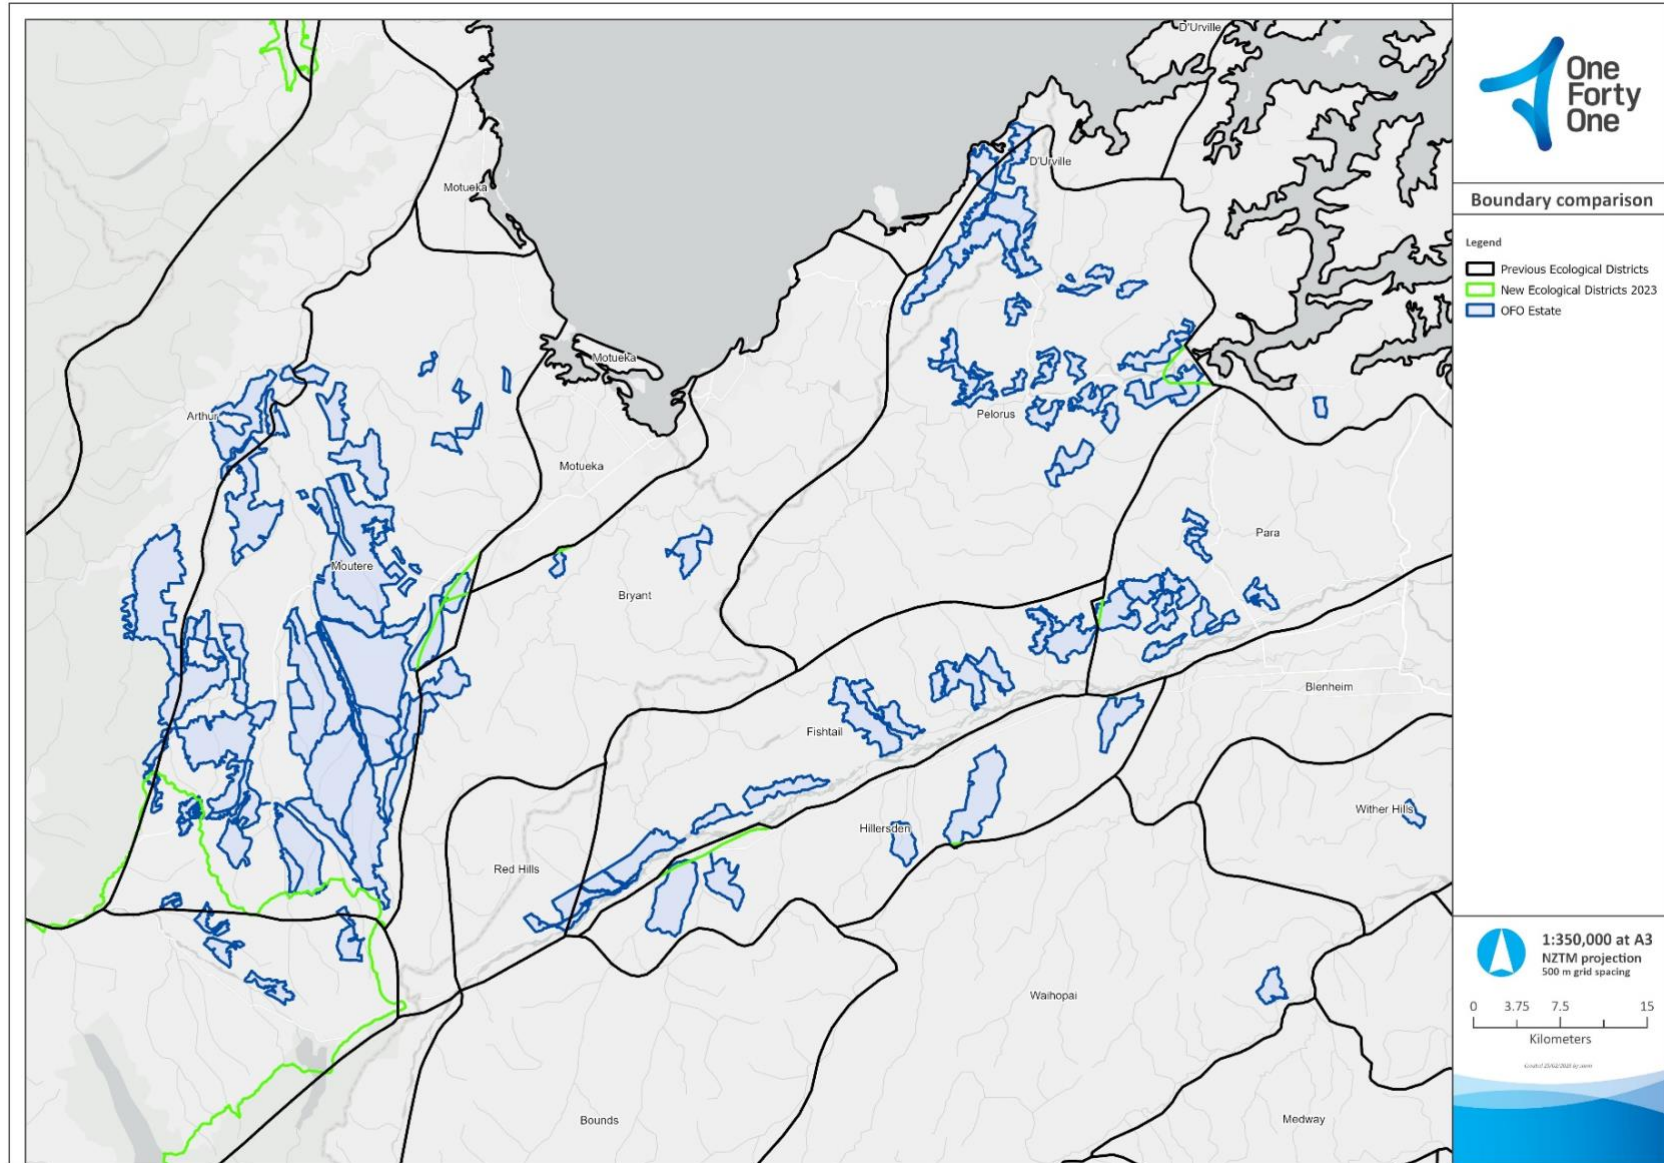 D'Urville
Motueka
D'Urville
Motueka
Arthur
Pelorus
Motueka
Para
Moutere
Bryant
Blenheim
Fishtail
Wither Hills
Hillersden
Red Hills
Waihopai
Bounds
Medway
One
Forty
One
Boundary comparison
Legend
Previous Ecological Districts
New Ecological Districts 2023
OFO Estate
1:350,000 at A3
NZTM projection
500 m grid spacing
0 3.75 7.5 15
Kilometers